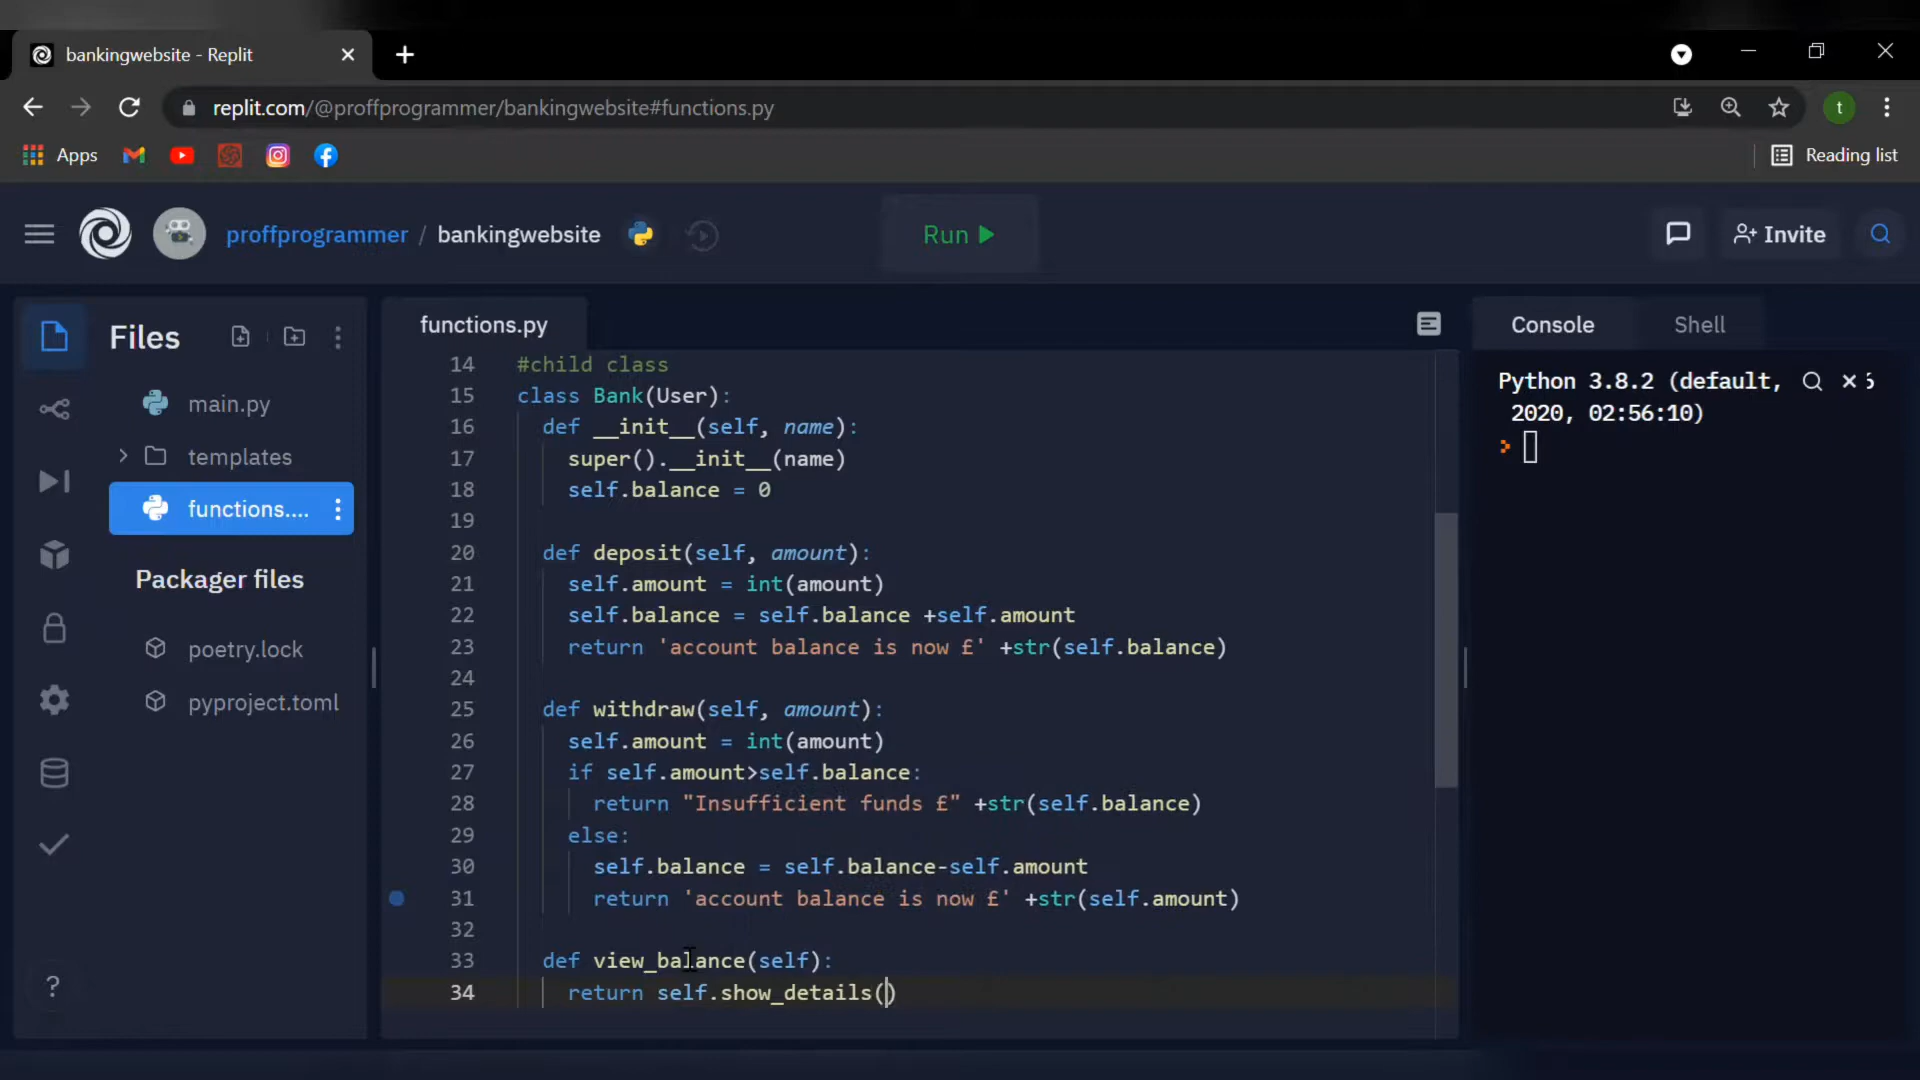 bankingwebsite - Replit
replit.com/@proffprogrammer/bankingwebsite#functions.py
t
Apps
Reading list
proffprogrammer / bankingwebsite
Run
Invite
Files
main.py
templates
functions....
Packager files
poetry.lock
pyproject.toml
?
functions.py
14 #child class
15 class Bank(User):
16 def __init__(self, name):
17 super().__init__(name)
18 self.balance = 0
19
20 def deposit(self, amount):
21 self.amount = int(amount)
22 self.balance = self.balance +self.amount
23 return 'account balance is now £' +str(self.balance)
24
25 def withdraw(self, amount):
26 self.amount = int(amount)
27 if self.amount>self.balance:
28 return "Insufficient funds £" +str(self.balance)
29 else:
30 self.balance = self.balance-self.amount
31 return 'account balance is now £' +str(self.amount)
32
33 def view_balance(self):
34 return self.show_details()
Console
Shell
Python 3.8.2 (default,
2020, 02:56:10)